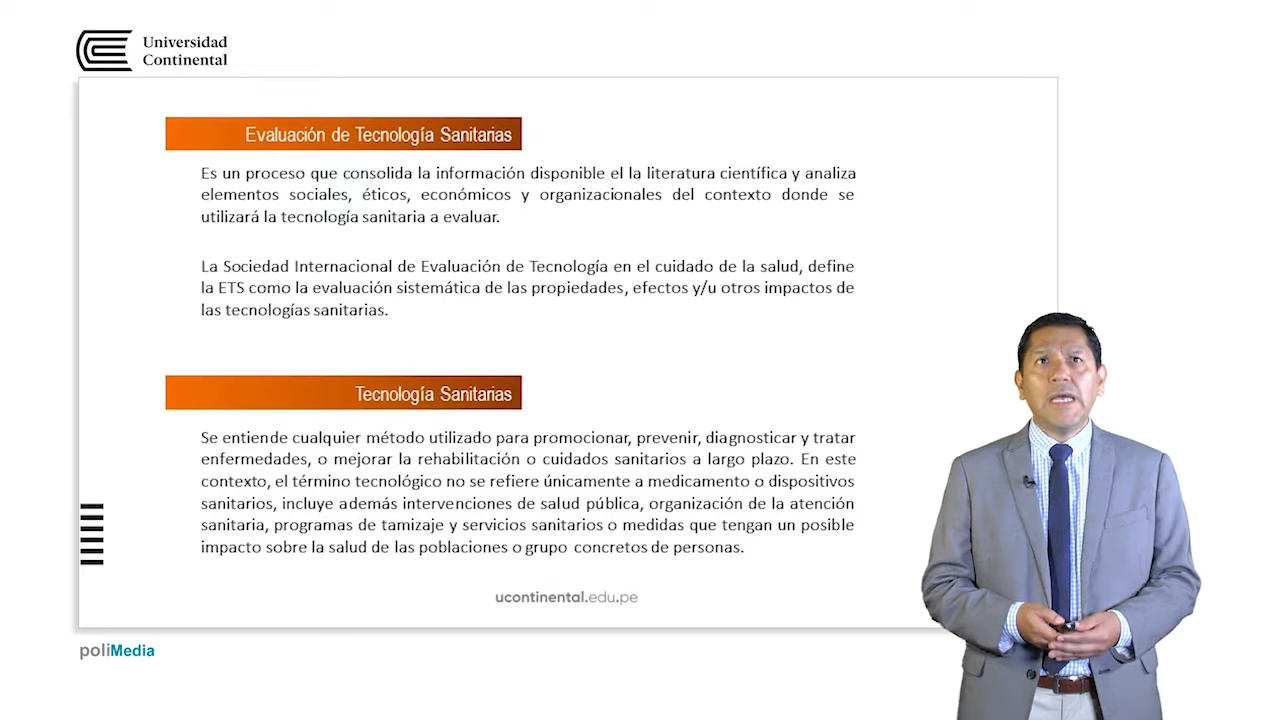 Universidad
Continental
Evaluación de Tecnología Sanitarias
Es un proceso que consolida la información disponible el la literatura científica y analiza
elementos sociales, éticos, económicos y organizacionales del contexto donde se
utilizará la tecnología sanitaria a evaluar.
La Sociedad Internacional de Evaluación de Tecnología en el cuidado de la salud, define
la ETS como la evaluación sistemática de las propiedades, efectos y/u otros impactos de
las tecnologías sanitarias.
Tecnología Sanitarias
Se entiende cualquier método utilizado para promocionar, prevenir, diagnosticar y tratar
enfermedades, o mejorar la rehabilitación o cuidados sanitarios a largo plazo. En este
contexto, el término tecnológico no se refiere únicamente a medicamento o dispositivos
sanitarios, incluye además intervenciones de salud pública, organización de la atención
sanitaria, programas de tamizaje y servicios sanitarios o medidas que tengan un posible
impacto sobre la salud de las poblaciones o grupo concretos de personas.
ucontinental.edu.pe
poliMedia